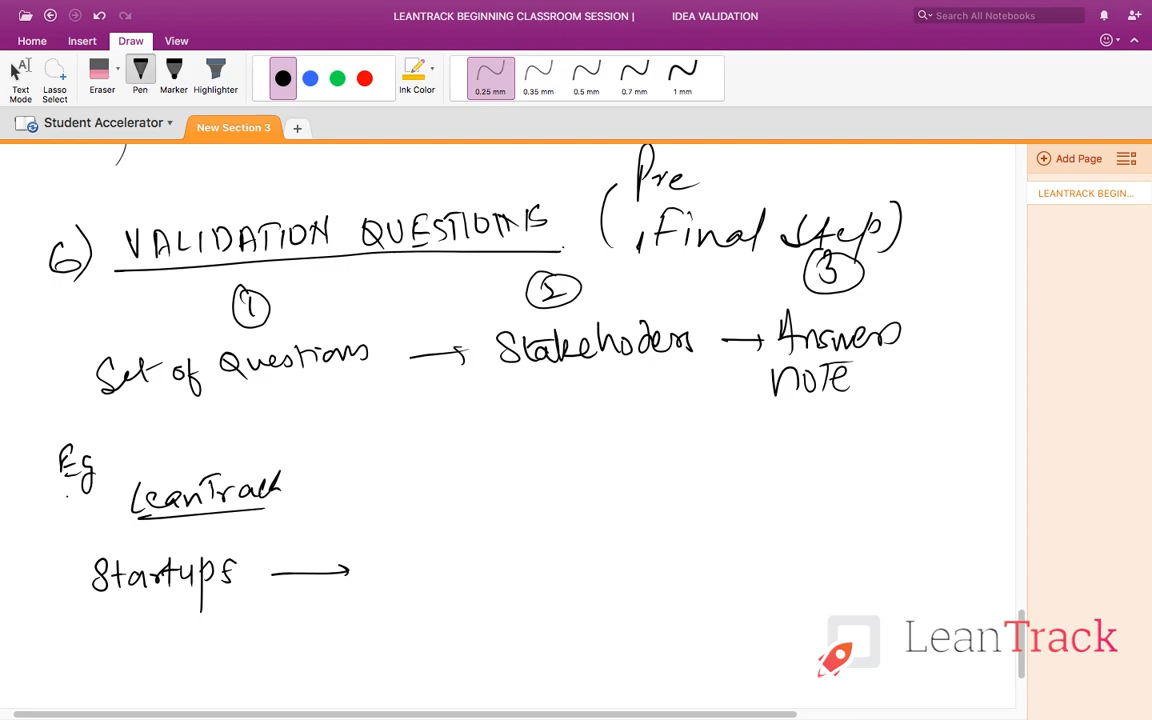 LEANTRACK BEGINNING CLASSROOM SESSION | IDEA VALIDATION
Search All Notebooks
Home Insert Draw View
Text Mode
Lasso Select
Eraser
Pen
Marker
Highlighter
Ink Color
0.25 mm
0.35 mm
0.5 mm
0.7 mm
1 mm
Student Accelerator
New Section 3
+
Add Page
LEANTRACK BEGIN...
Pre
6) VALIDATION QUESTIONS (Final Step)
1 2 3
Set of Questions → Stakehoders → Answers
NOTE
Eg
LeanTrack
Startups →
LeanTrack